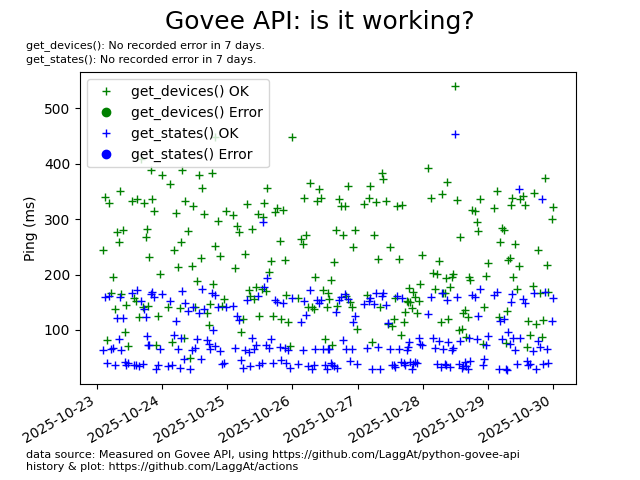 Govee API: is it working?
get_devices(): No recorded error in 7 days.
get_states(): No recorded error in 7 days.
get_devices() OK
get_devices() Error
get_states() OK
get_states() Error
Ping (ms)
500
400
300
200
100
2025-10-23
2025-10-24
2025-10-25
2025-10-26
2025-10-27
2025-10-28
2025-10-29
2025-10-30
data source: Measured on Govee API, using https://github.com/LaggAt/python-govee-api
history & plot: https://github.com/LaggAt/actions